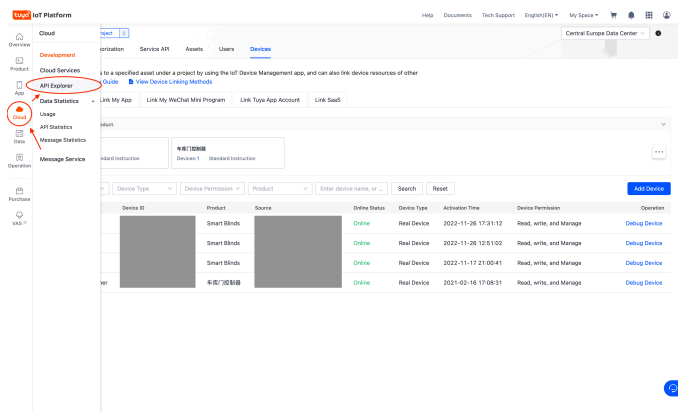 tuya IoT Platform
Help Documents Tech Support English(EN) My Space
Overview
Product
App
Cloud
Data
Operation
Purchase
VAS
Cloud
Development
Cloud Services
API Explorer
Data Statistics
Usage
API Statistics
Message Statistics
Message Service
roject
Central Europe Data Center
orization Service API Assets Users Devices
to a specified asset under a project by using the IoT Device Management app, and can also link device resources of other
Guide View Device Linking Methods
Link My App Link My WeChat Mini Program Link Tuya App Account Link SaaS
oduct.
ndard Instruction
车库门控制器
Devices: 1 Standard Instruction
Device Type Device Permission Product Enter device name, or ... Search Reset Add Device
Device ID Product Source Online Status Device Type Activation Time Device Permission Operation
Smart Blinds Online Real Device 2022-11-26 17:31:12 Read, write, and Manage Debug Device
Smart Blinds Online Real Device 2022-11-26 12:51:02 Read, write, and Manage Debug Device
Smart Blinds Online Real Device 2022-11-17 21:00:41 Read, write, and Manage Debug Device
ner 车库门控制器 Online Real Device 2021-02-16 17:08:31 Read, write, and Manage Debug Device